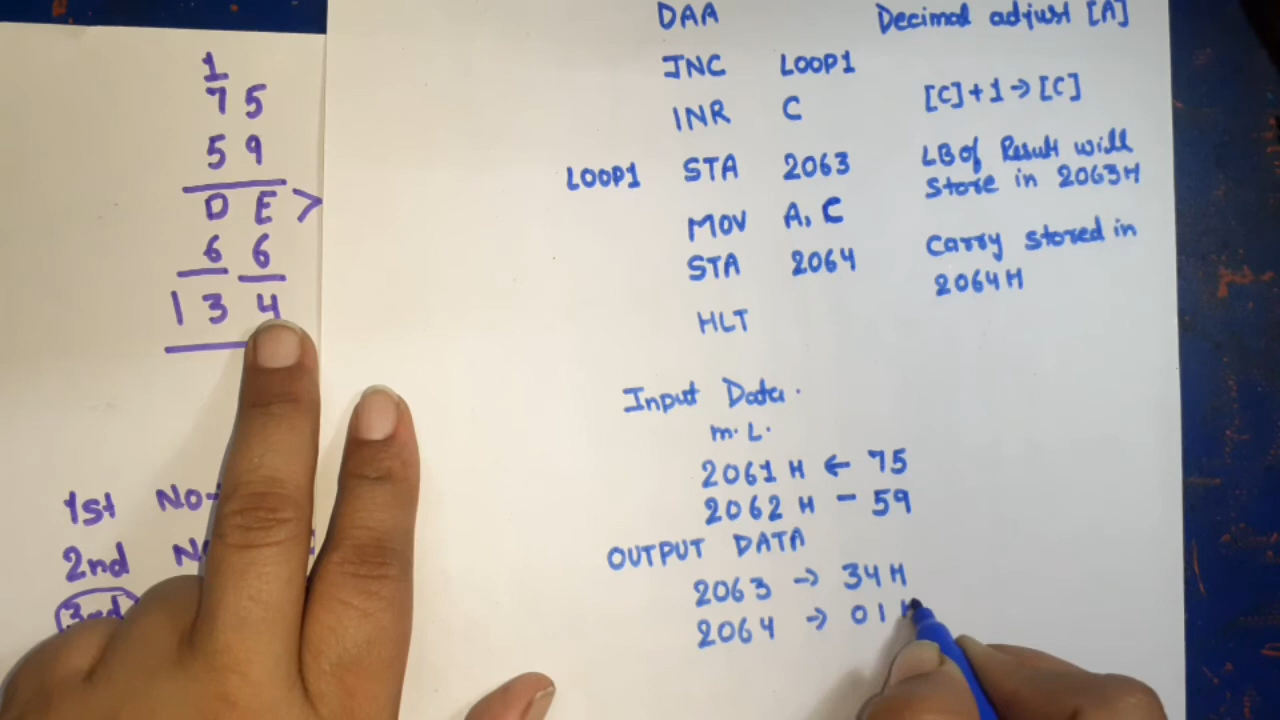 1
7 5
5 9
D E >
6 6
1 3 4
1st No-
2nd N
3rd
DAA Decimal adjust [A]
JNC LOOP1
INR C [C]+1→[C]
LOOP1 STA 2063 LB of Result will
store in 2063H
MOV A, C
STA 2064 Carry stored in
2064H
HLT
Input Data.
m.L.
2061 H ← 75
2062 H - 59
OUTPUT DATA
2063 → 34H
2064 → 01 H